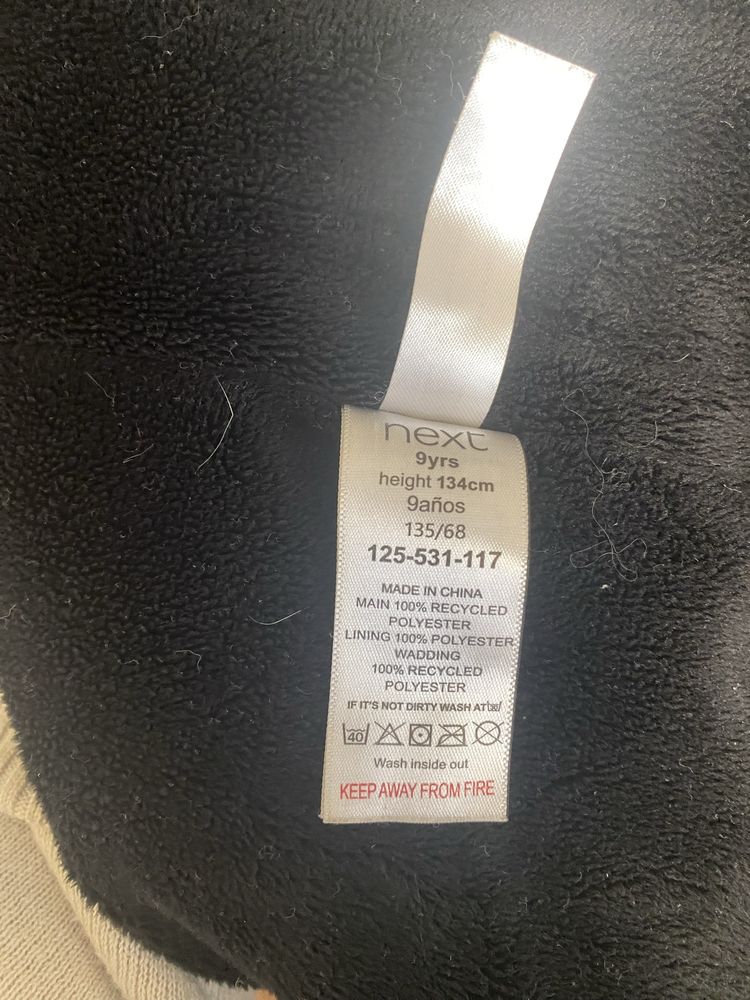 next
9yrs
height 134cm
9años
135/68
125-531-117
MADE IN CHINA
MAIN 100% RECYCLED
POLYESTER
LINING 100% POLYESTER
WADDING
100% RECYCLED
POLYESTER
IF IT'S NOT DIRTY WASH AT
40
Wash inside out
KEEP AWAY FROM FIRE